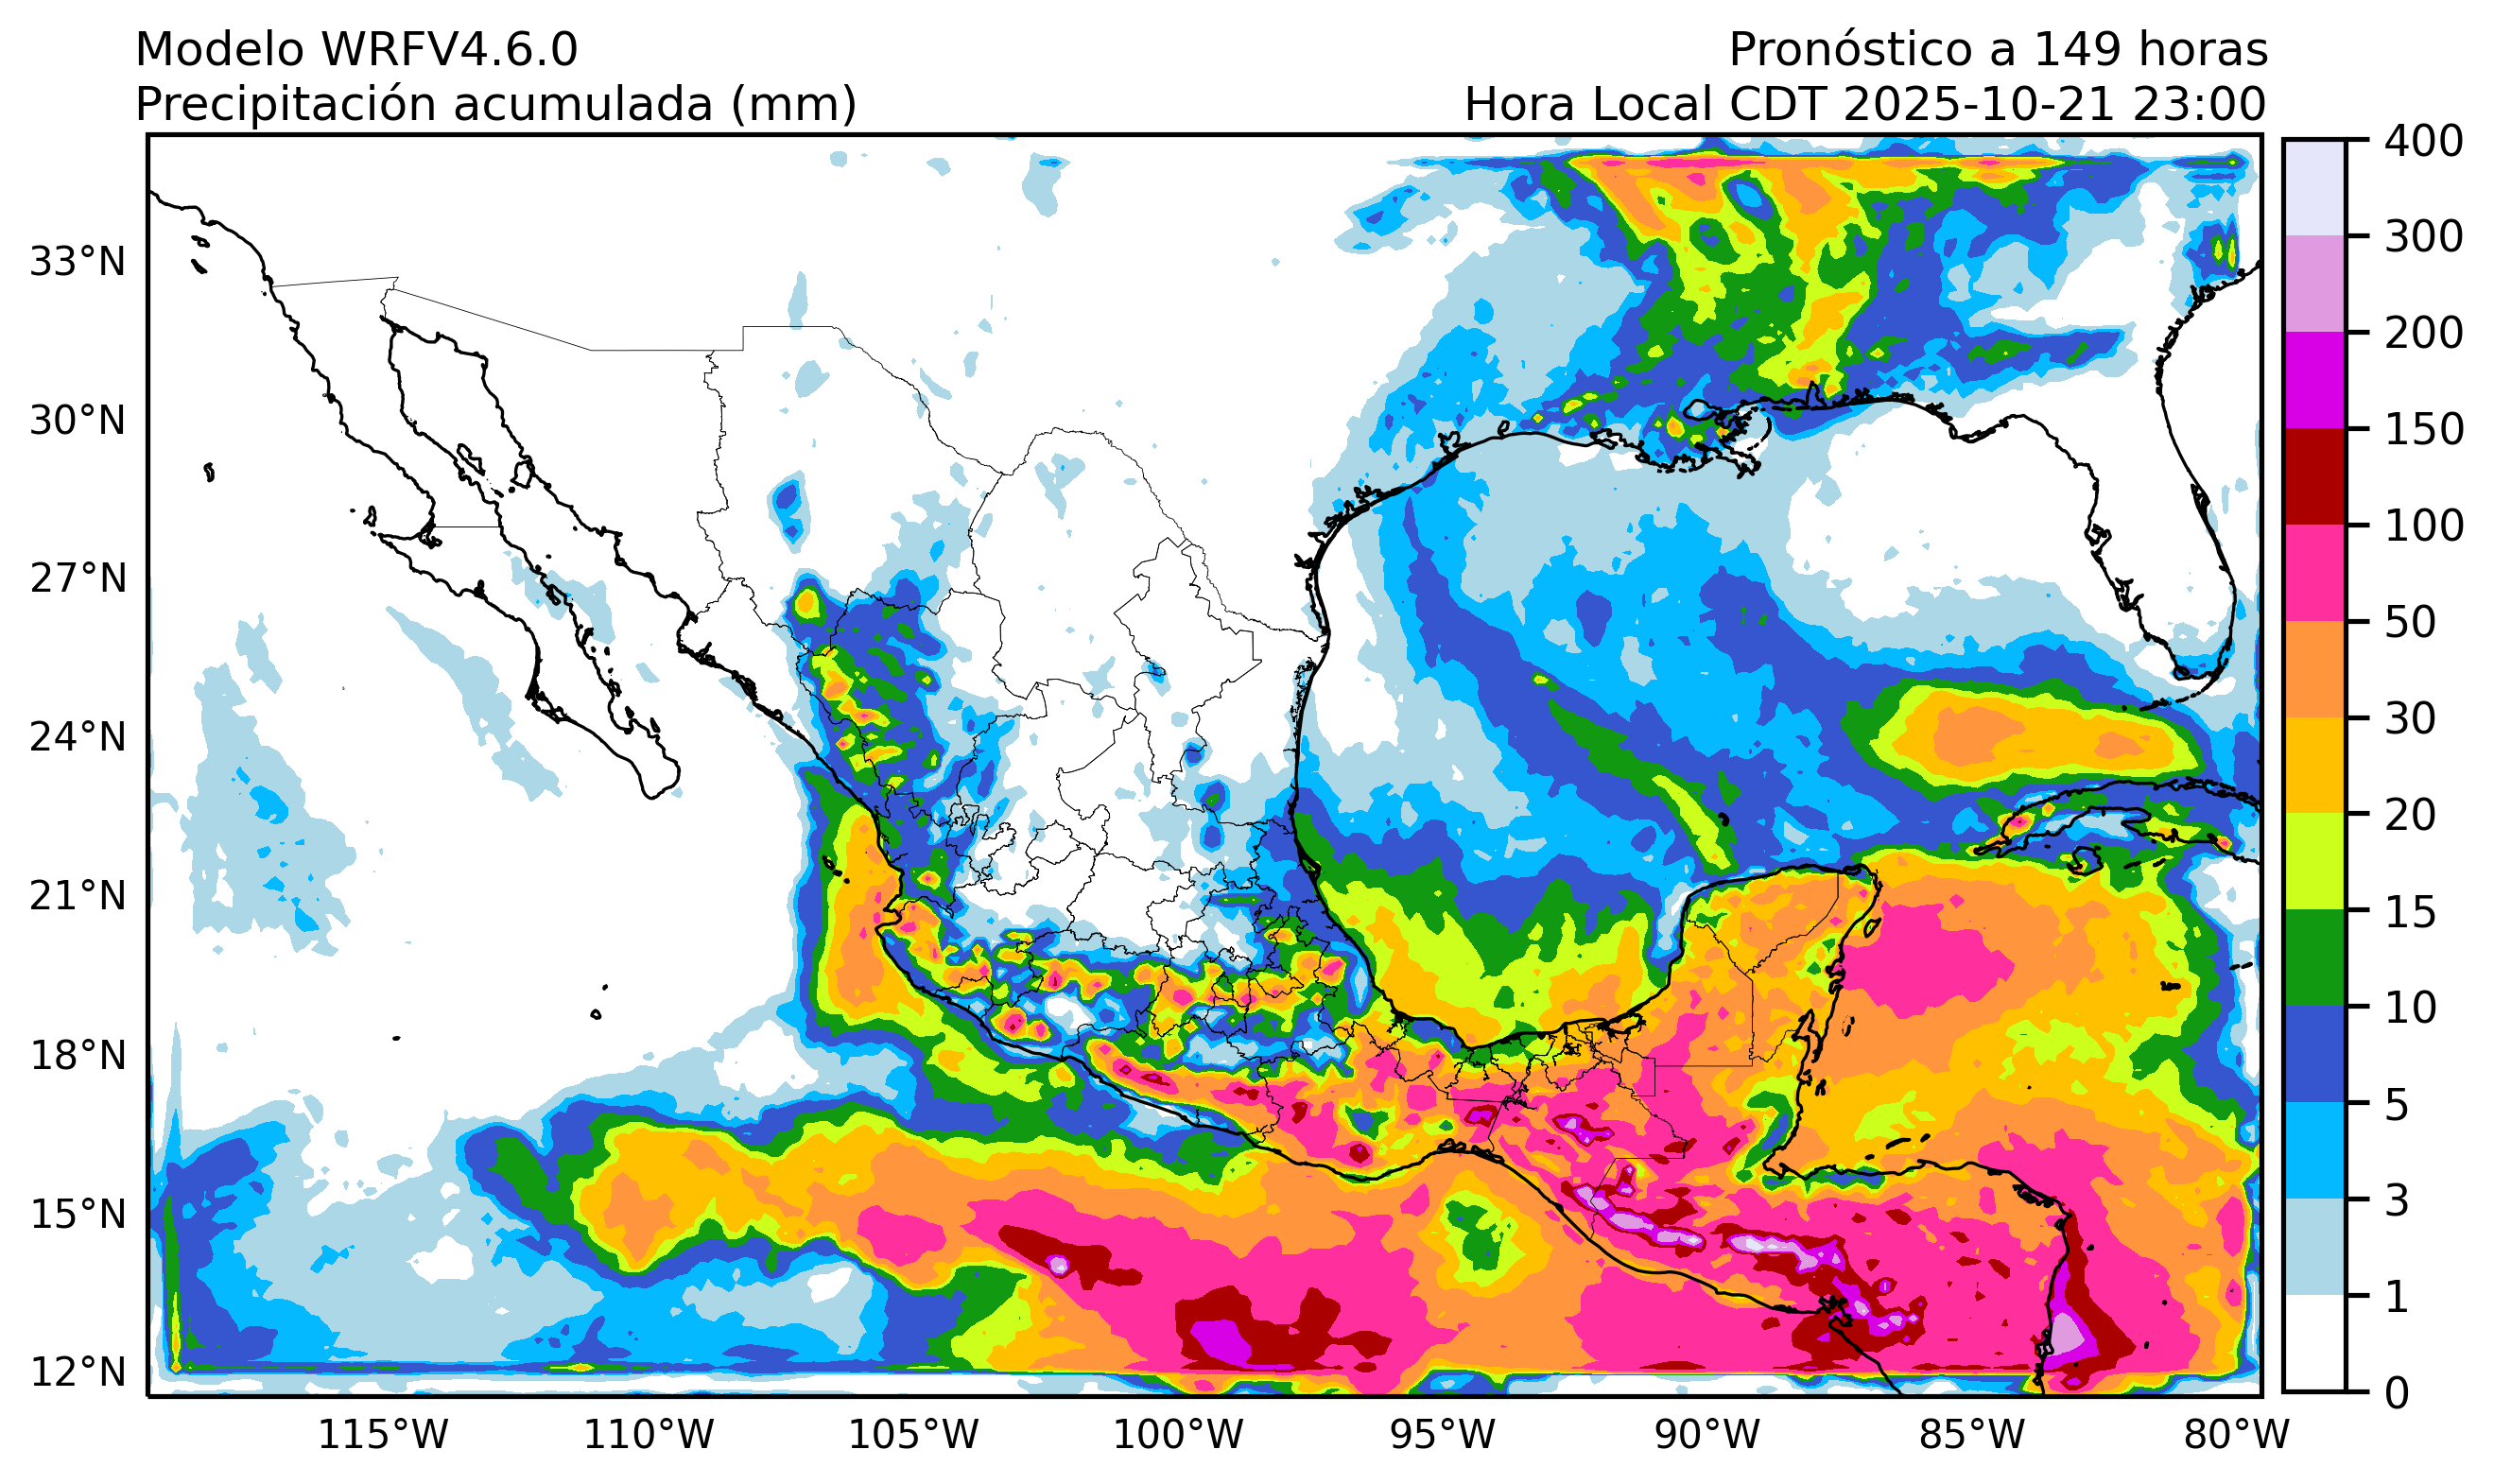 Modelo WRFV4.6.0
Pronóstico a 149 horas
Precipitación acumulada (mm)
Hora Local CDT 2025-10-21 23:00
33°N
30°N
27°N
24°N
21°N
18°N
15°N
12°N
115°W
110°W
105°W
100°W
95°W
90°W
85°W
80°W
400
300
200
150
100
50
30
20
15
10
5
3
1
0